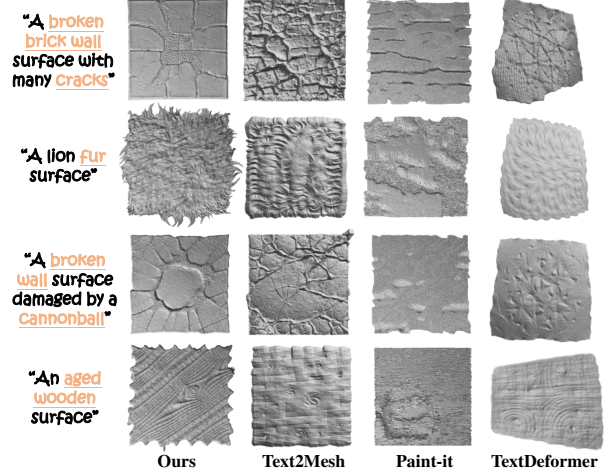 “A broken
brick wall
surface with
many cracks”
“A lion fur
surface”
“A broken
wall surface
damaged by a
cannonball”
“An aged
wooden
surface”
Ours Text2Mesh Paint-it TextDeformer